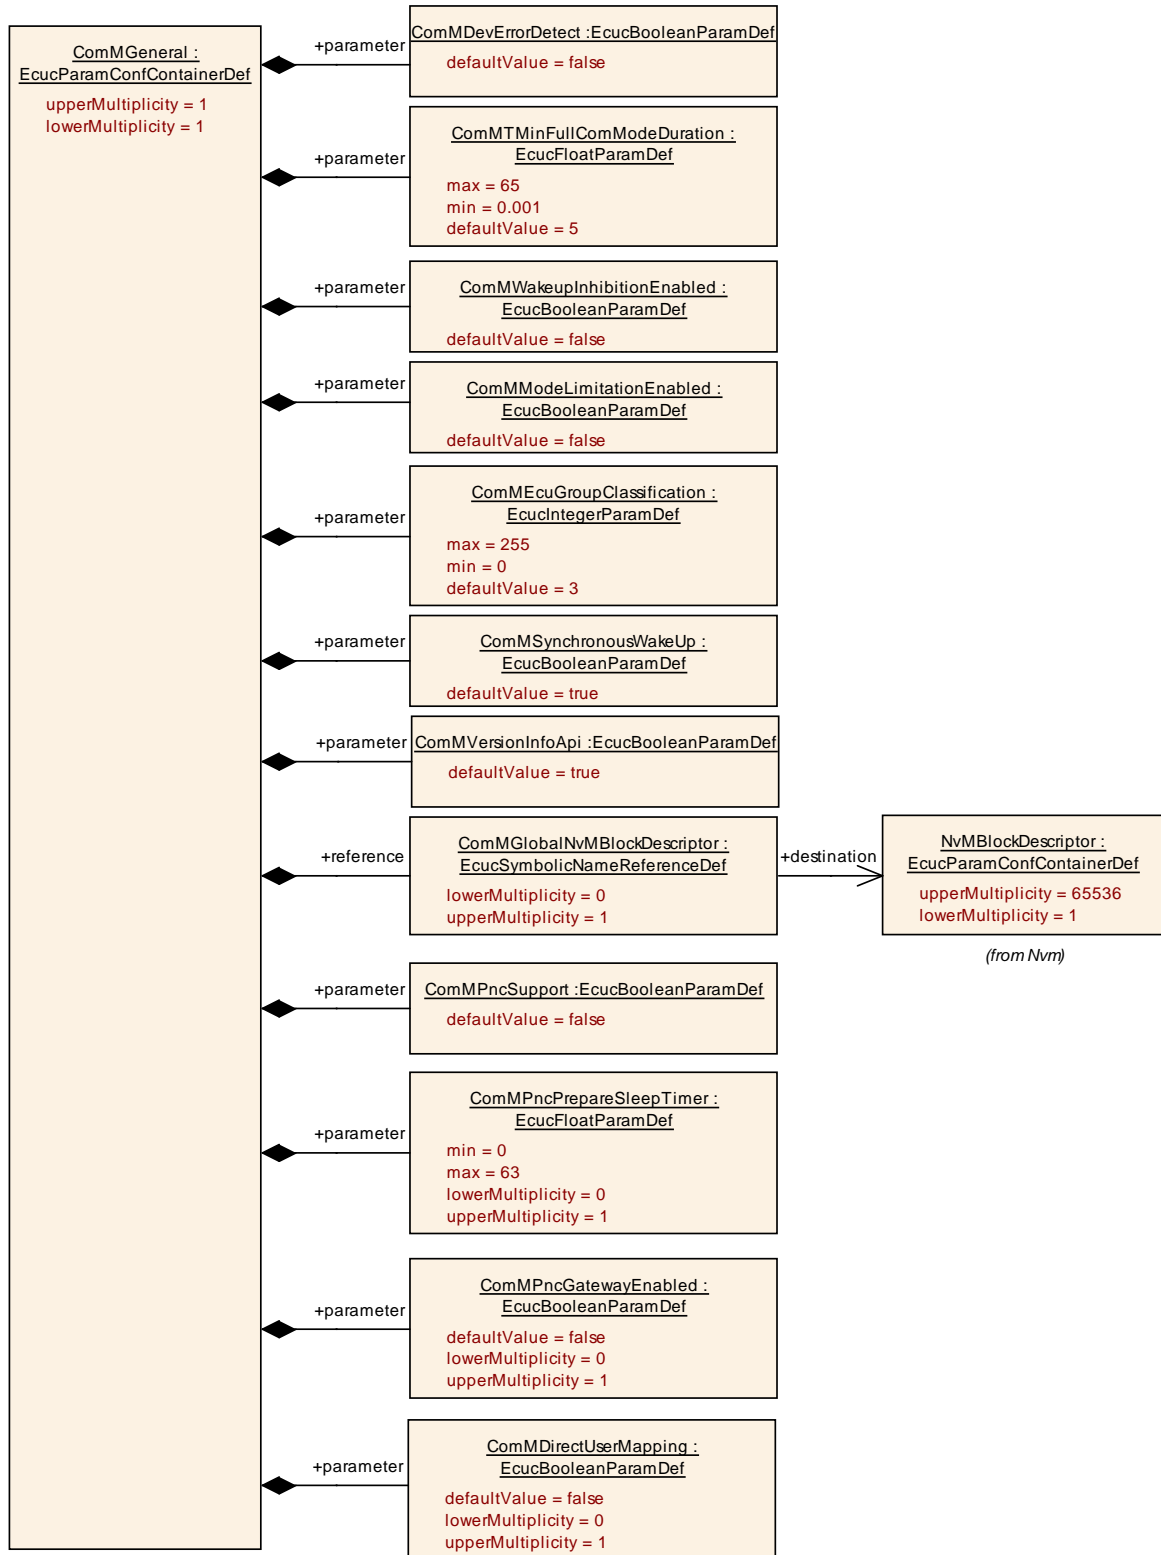 ComMGeneral :
EcucParamConfContainerDef
upperMultiplicity = 1
lowerMultiplicity = 1
+parameter
ComMDevErrorDetect :EcucBooleanParamDef
defaultValue = false
+parameter
ComMTMinFullComModeDuration :
EcucFloatParamDef
max = 65
min = 0.001
defaultValue = 5
+parameter
ComMWakeupInhibitionEnabled :
EcucBooleanParamDef
defaultValue = false
+parameter
ComMModeLimitationEnabled :
EcucBooleanParamDef
defaultValue = false
+parameter
ComMEcuGroupClassification :
EcucIntegerParamDef
max = 255
min = 0
defaultValue = 3
+parameter
ComMSynchronousWakeUp :
EcucBooleanParamDef
defaultValue = true
+parameter
ComMVersionInfoApi :EcucBooleanParamDef
defaultValue = true
+reference
ComMGlobalNvMBlockDescriptor :
EcucSymbolicNameReferenceDef
lowerMultiplicity = 0
upperMultiplicity = 1
+destination
NvMBlockDescriptor :
EcucParamConfContainerDef
upperMultiplicity = 65536
lowerMultiplicity = 1
(from Nvm)
+parameter
ComMPncSupport :EcucBooleanParamDef
defaultValue = false
+parameter
ComMPncPrepareSleepTimer :
EcucFloatParamDef
min = 0
max = 63
lowerMultiplicity = 0
upperMultiplicity = 1
+parameter
ComMPncGatewayEnabled :
EcucBooleanParamDef
defaultValue = false
lowerMultiplicity = 0
upperMultiplicity = 1
+parameter
ComMDirectUserMapping :
EcucBooleanParamDef
defaultValue = false
lowerMultiplicity = 0
upperMultiplicity = 1